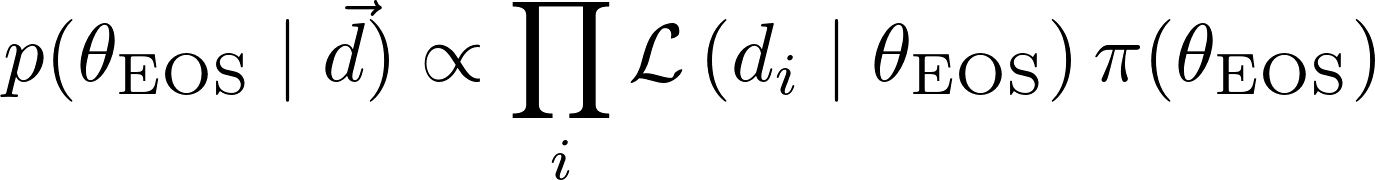 p(θ_EOS | \vec{d}) ∝ ∏_i ℒ(d_i | θ_EOS) π(θ_EOS)